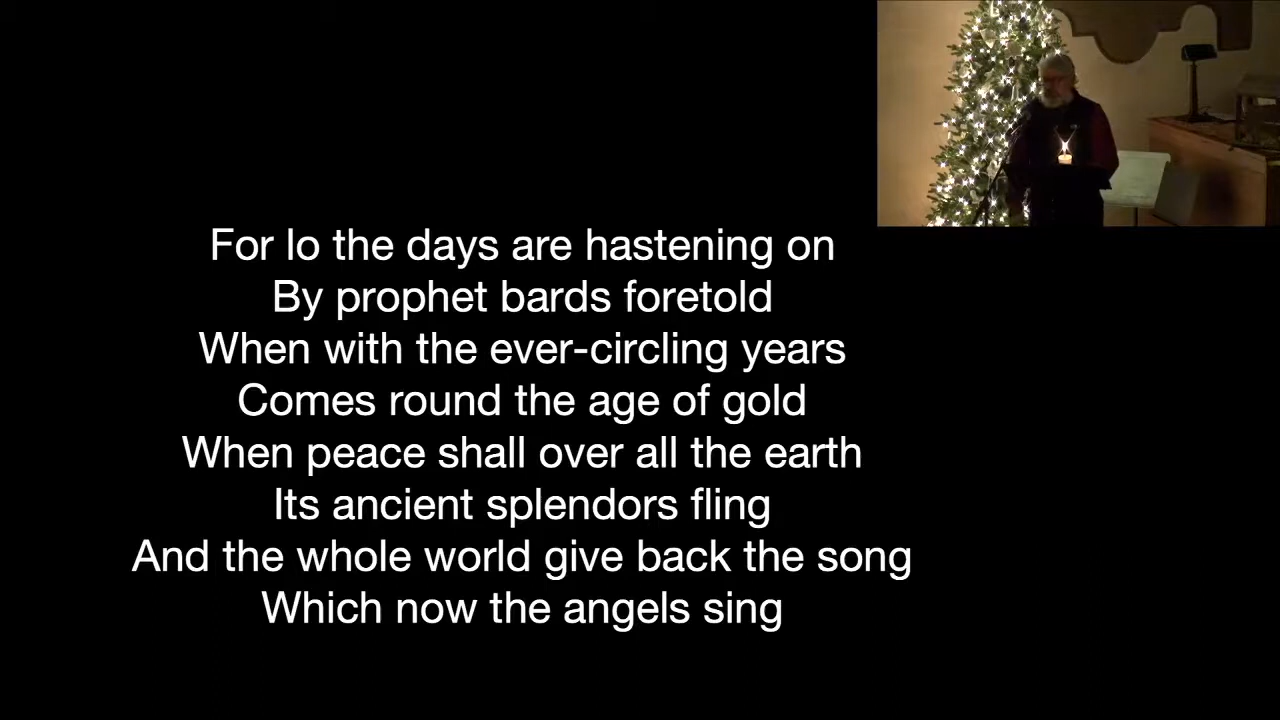 For lo the days are hastening on
By prophet bards foretold
When with the ever-circling years
Comes round the age of gold
When peace shall over all the earth
Its ancient splendors fling
And the whole world give back the song
Which now the angels sing